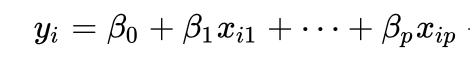 yᵢ = β₀ + β₁xᵢ₁ + ⋯ + βₚxᵢₚ